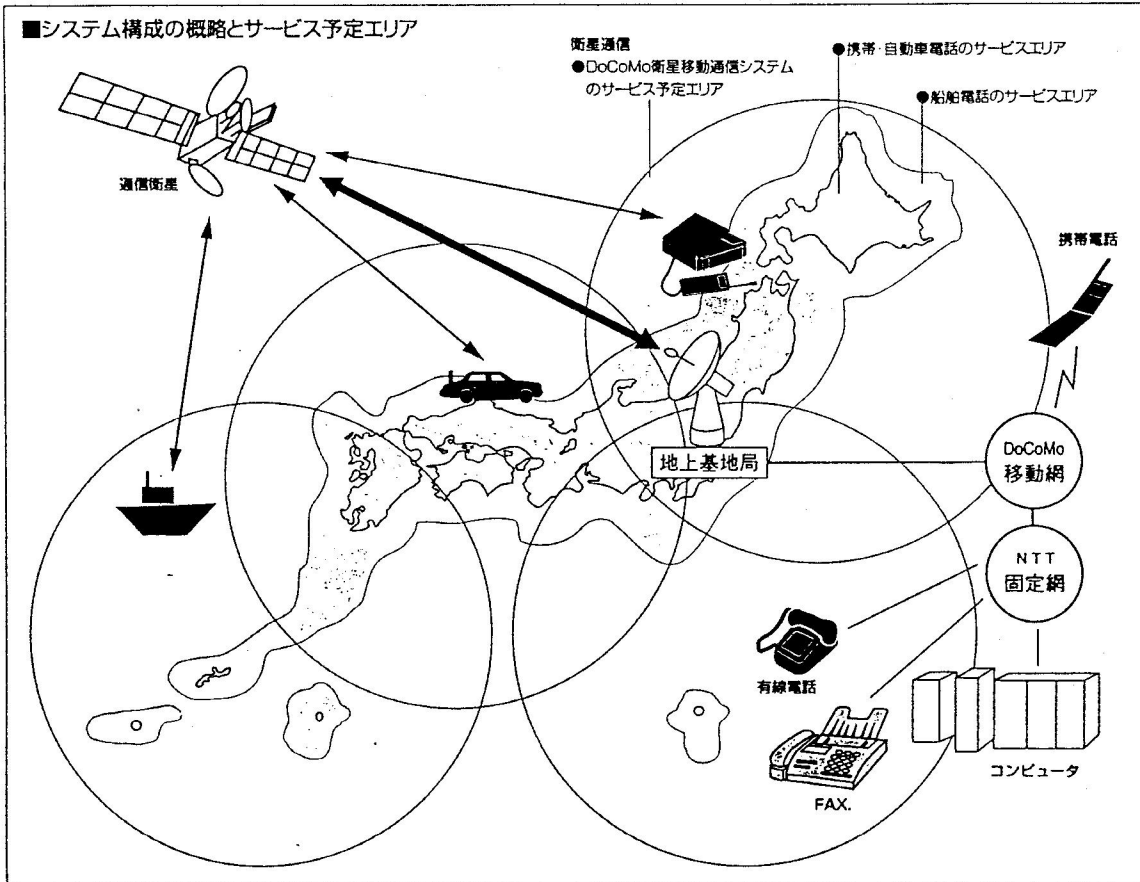 ■システム構成の概略とサービス予定エリア
衛星通信
●DoCoMo衛星移動通信システム
のサービス予定エリア
●携帯・自動車電話のサービスエリア
●船舶電話のサービスエリア
通信衛星
携帯電話
地上基地局
DoCoMo
移動網
NTT
固定網
有線電話
FAX.
コンピュータ